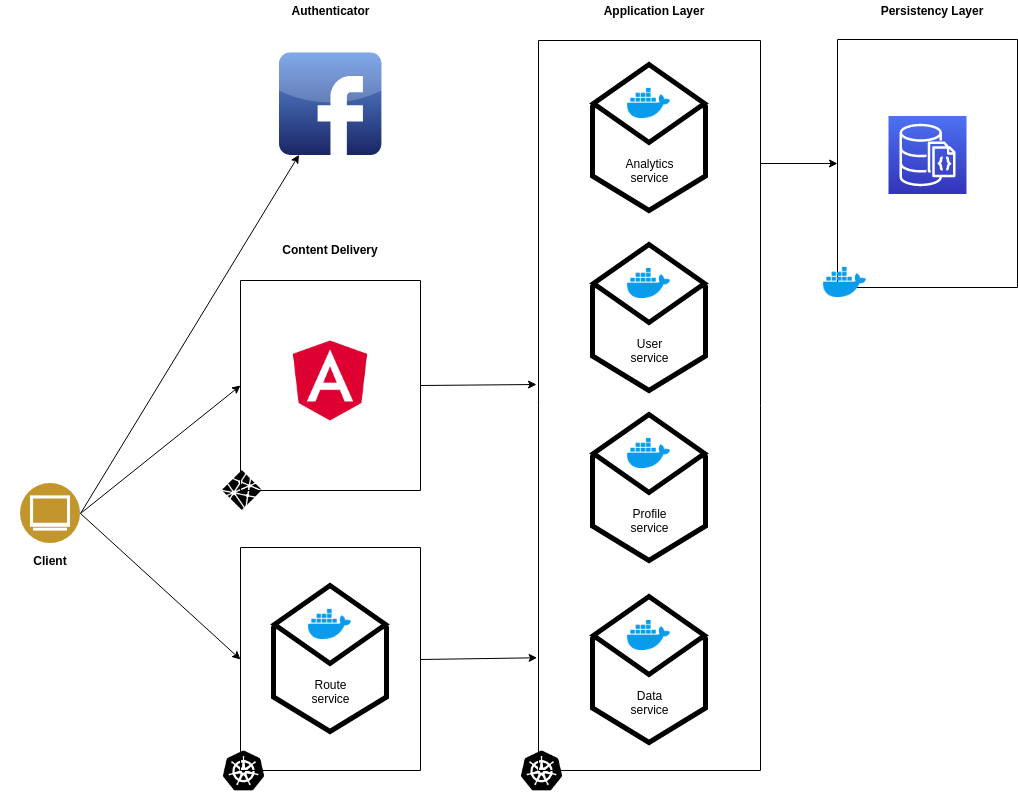 Authenticator
Application Layer
Persistency Layer
Analytics
service
Content Delivery
User
service
Profile
service
Client
Route
service
Data
service